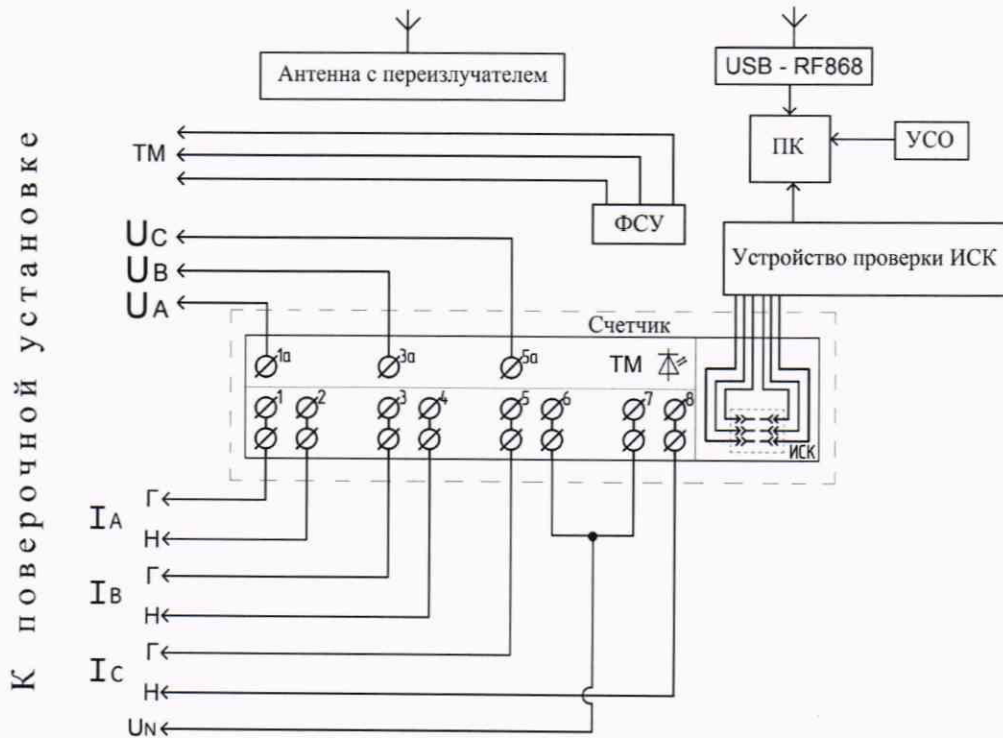 Антенна с переизлучателем
USB - RF868
ПК
УСО
К поверочной установке
ТМ
ФСУ
UC
UB
UA
Устройство проверки ИСК
Счетчик
1а
3а
5а
ТМ
1
2
3
4
5
6
7
8
ИСК
IA
Г
Н
IB
Г
Н
IC
Г
Н
UN